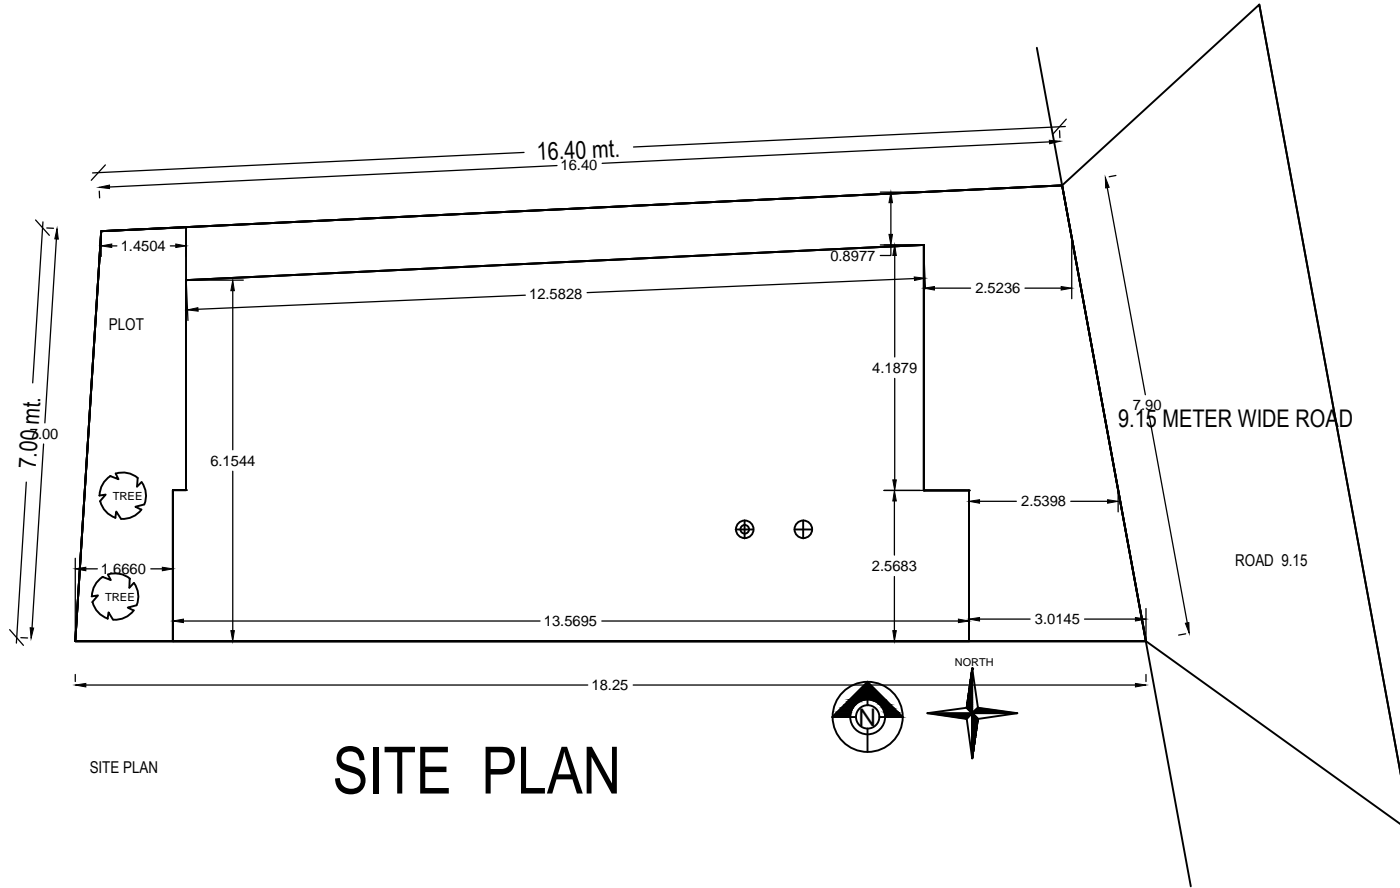 16.40 mt.
16.40
1.4504
0.8977
2.5236
12.5828
PLOT
4.1879
7.90
9.15 METER WIDE ROAD
7.00 mt.
7.00
6.1544
TREE
2.5398
ROAD 9.15
1.6660
2.5683
TREE
13.5695
3.0145
NORTH
18.25
N
SITE PLAN
SITE PLAN